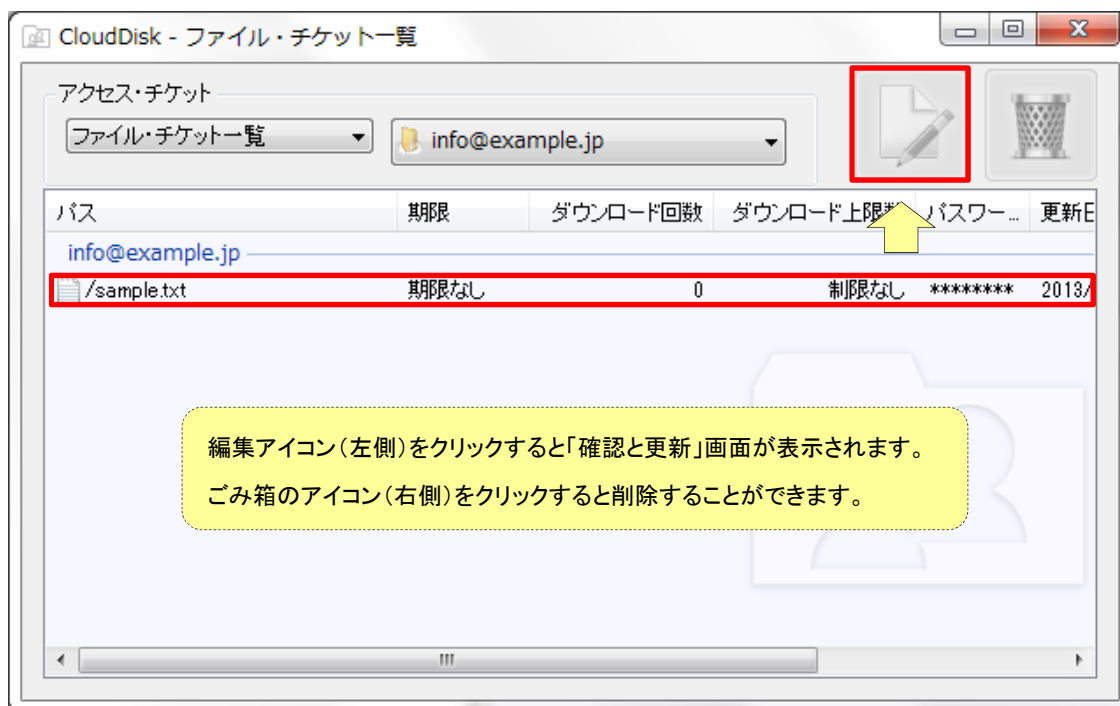 CloudDisk - ファイル・チケット一覧
アクセス・チケット
ファイル・チケット一覧
info@example.jp
パス 期限 ダウンロード回数 ダウンロード上限数 パスワー... 更新日
info@example.jp
/sample.txt 期限なし 0 制限なし ******** 2013/
編集アイコン(左側)をクリックすると「確認と更新」画面が表示されます。
ごみ箱のアイコン(右側)をクリックすると削除することができます。